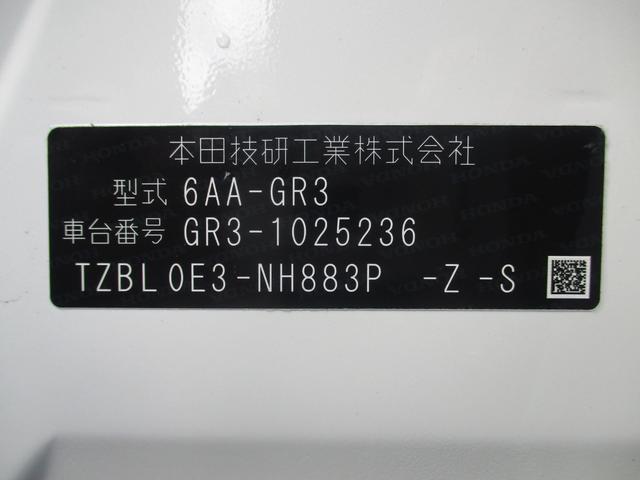 本田技研工業株式会社
型式 6AA-GR3
車台番号 GR3-1025236
TZBL0E3-NH883P -Z -S